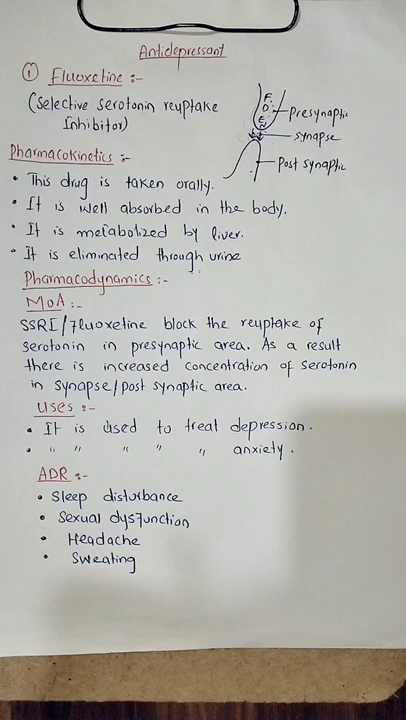 Antidepressant
① Fluoxetine :-
(Selective serotonin reuptake
Inhibitor)
Presynaptic
synapse
Post synaptic
Pharmacokinetics :-
• This drug is taken orally.
• It is well absorbed in the body.
• It is metabolized by liver.
• It is eliminated through urine
Pharmacodynamics :-
MOA :-
SSRI/Fluoxetine block the reuptake of
serotonin in presynaptic area. As a result
there is increased concentration of serotonin
in synapse/post synaptic area.
Uses :-
• It is used to treat depression.
• " " " " " anxiety.
ADR :-
• Sleep disturbance
• Sexual dysfunction
• Headache
• Sweating